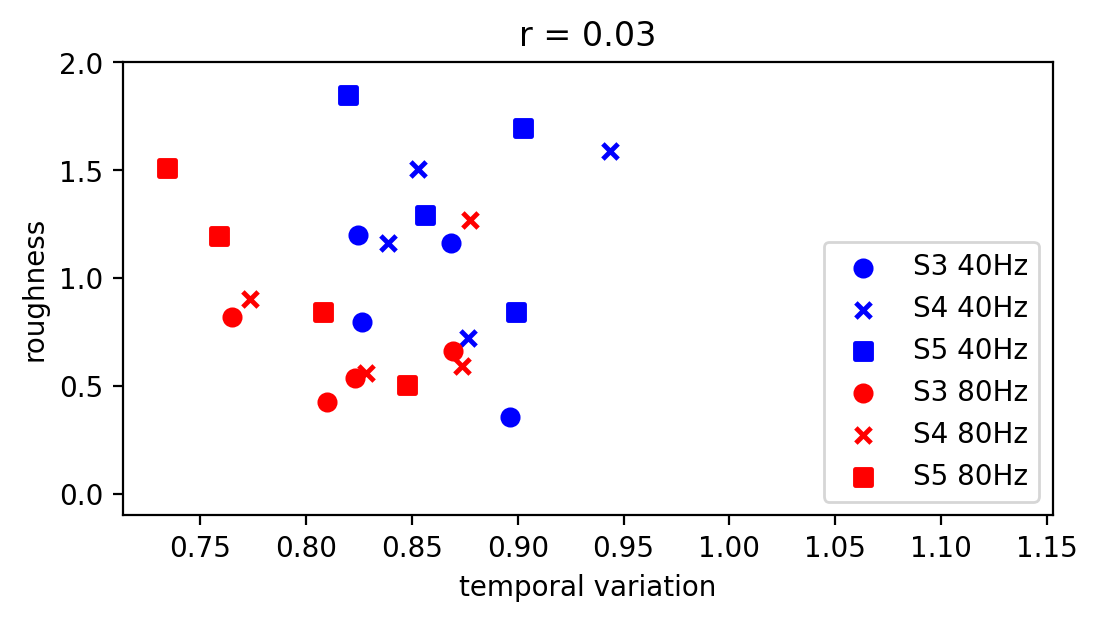 r = 0.03
2.0
1.5
1.0
0.5
0.0
roughness
0.75 0.80 0.85 0.90 0.95 1.00 1.05 1.10 1.15
temporal variation
S3 40Hz
S4 40Hz
S5 40Hz
S3 80Hz
S4 80Hz
S5 80Hz